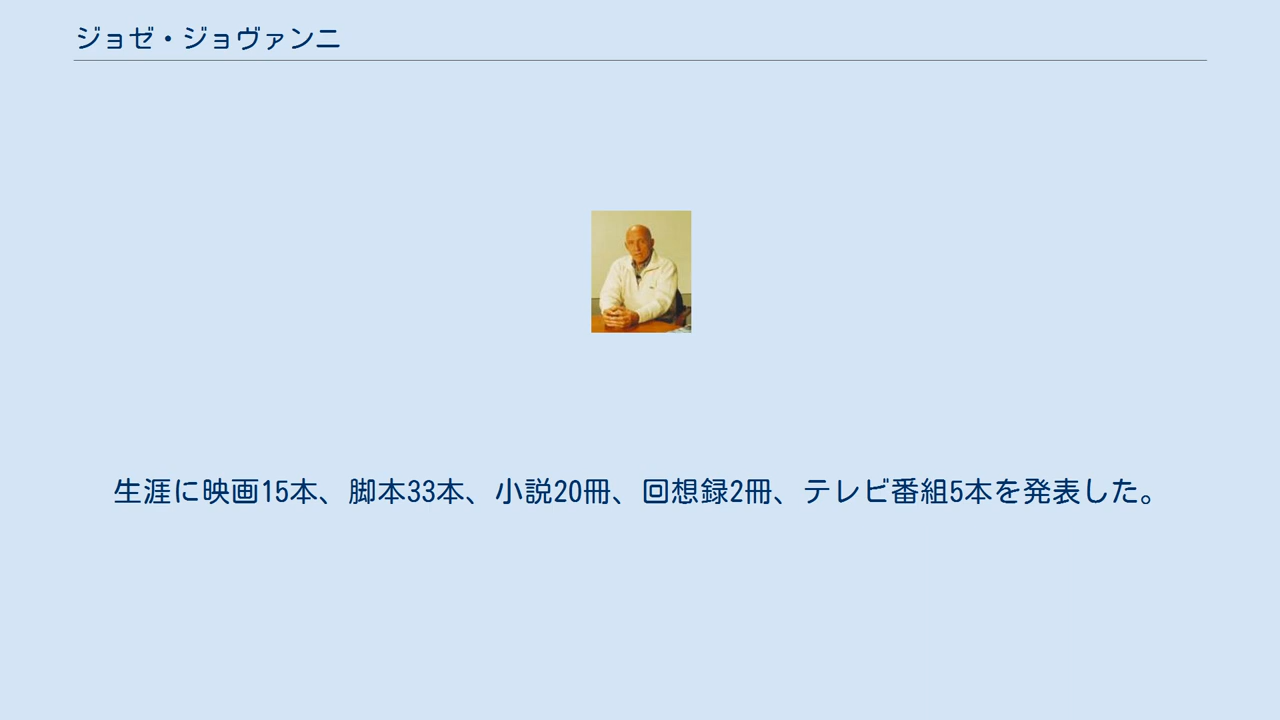 ジョゼ・ジョヴァンニ
生涯に映画15本、脚本33本、小説20冊、回想録2冊、テレビ番組5本を発表した。